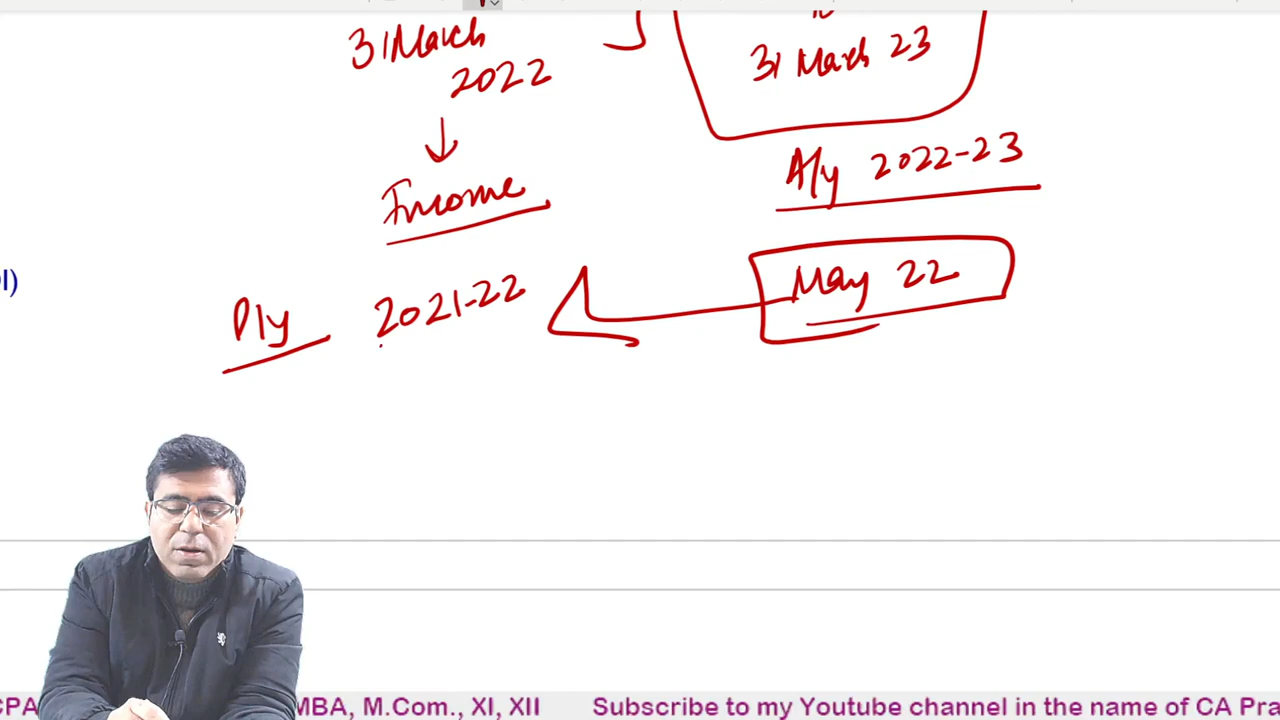 31 March
2022
31 March 23
A/y 2022-23
Income
P/y 2021-22
May 22
MBA, M.Com., XI, XII
Subscribe to my Youtube channel in the name of CA Pra